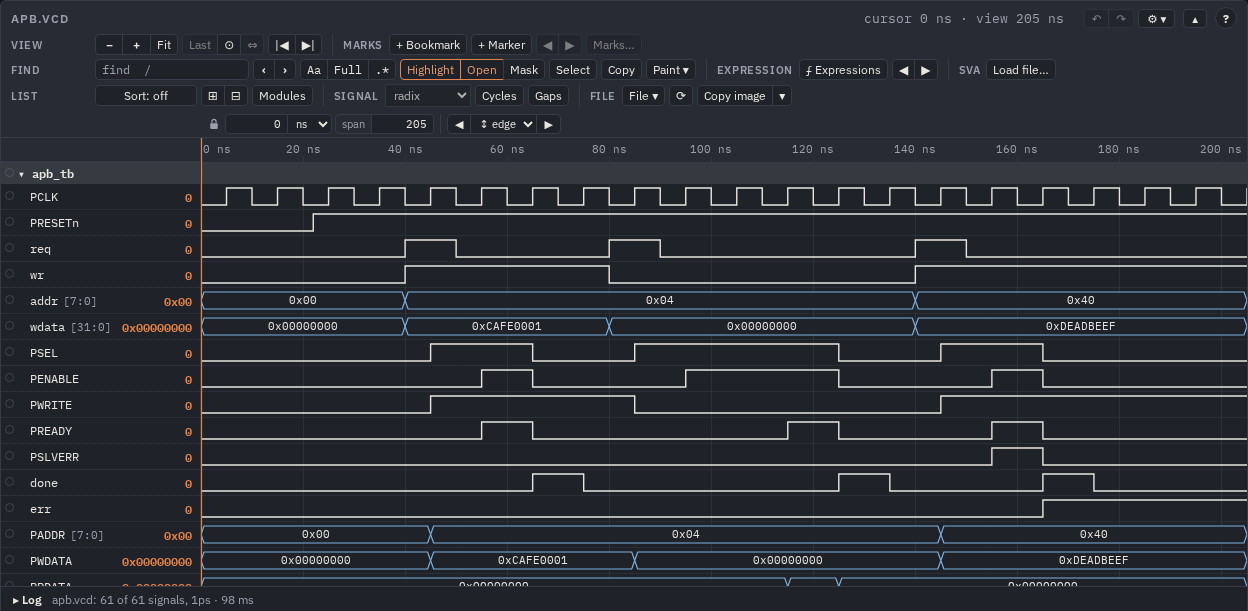 APB.VCD cursor 0 ns · view 205 ns ↶ ↷ ⚙ ▾ ▴ ?
VIEW − + Fit Last ⊙ ⇔ |◀ ▶| MARKS + Bookmark + Marker ◀ ▶ Marks…
FIND find / ‹ › Aa Full .* Highlight Open Mask Select Copy Paint ▾ EXPRESSION ⨍ Expressions ◀ ▶ SVA Load file…
LIST Sort: off ⊞ ⊟ Modules SIGNAL radix Cycles Gaps FILE File ▾ ⟳ Copy image ▾
0 ns span 205 ◀ ↕ edge ▶
0 ns 20 ns 40 ns 60 ns 80 ns 100 ns 120 ns 140 ns 160 ns 180 ns 200 ns
▾ apb_tb
PCLK 0
PRESETn 0
req 0
wr 0
addr [7:0] 0x00 0x00 0x04 0x40
wdata [31:0] 0x00000000 0x00000000 0xCAFE0001 0x00000000 0xDEADBEEF
PSEL 0
PENABLE 0
PWRITE 0
PREADY 0
PSLVERR 0
done 0
err 0
PADDR [7:0] 0x00 0x00 0x04 0x40
PWDATA 0x00000000 0x00000000 0xCAFE0001 0x00000000 0xDEADBEEF
PRDATA 0x00000000 0x00000000 0x00000000
▸ Log apb.vcd: 61 of 61 signals, 1ps · 98 ms